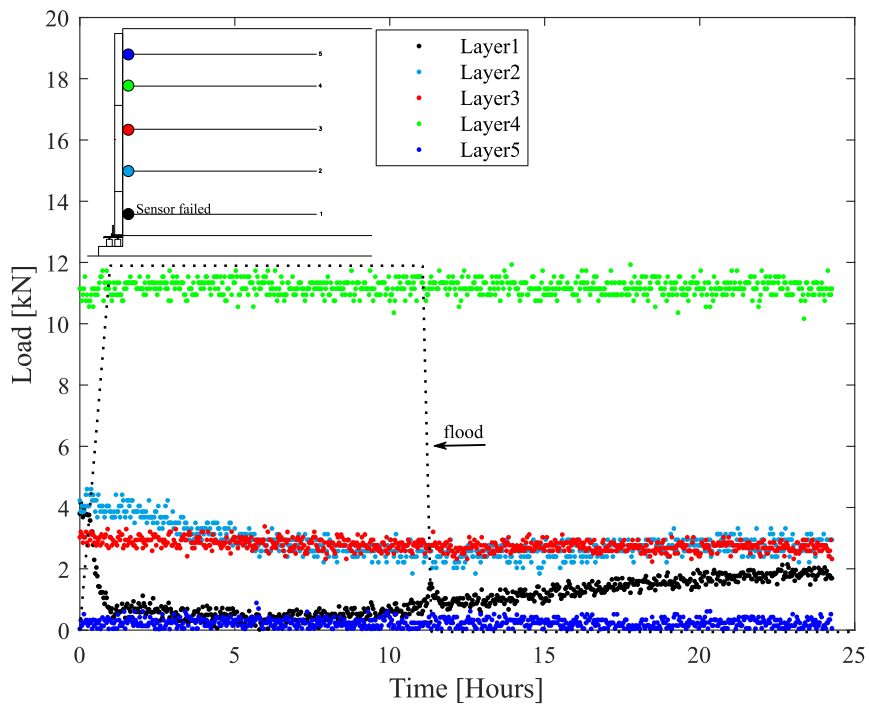 20
18
16
14
12
10
8
6
4
2
0
Load [kN]
5
4
3
2
Sensor failed
1
Layer1
Layer2
Layer3
Layer4
Layer5
flood
0
5
10
15
20
25
Time [Hours]